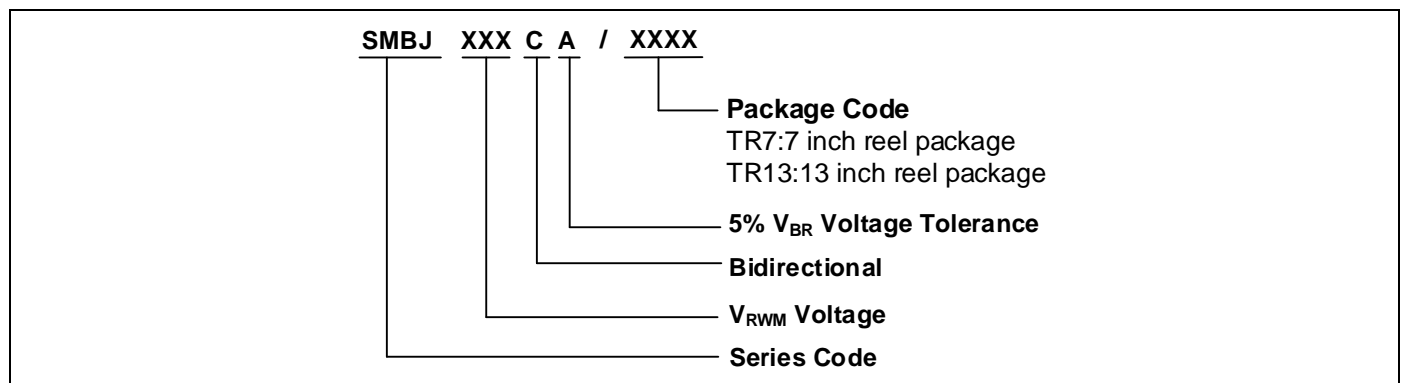 SMBJ XXX C A / XXXX
Package Code
TR7:7 inch reel package
TR13:13 inch reel package
5% VBR Voltage Tolerance
Bidirectional
VRWM Voltage
Series Code